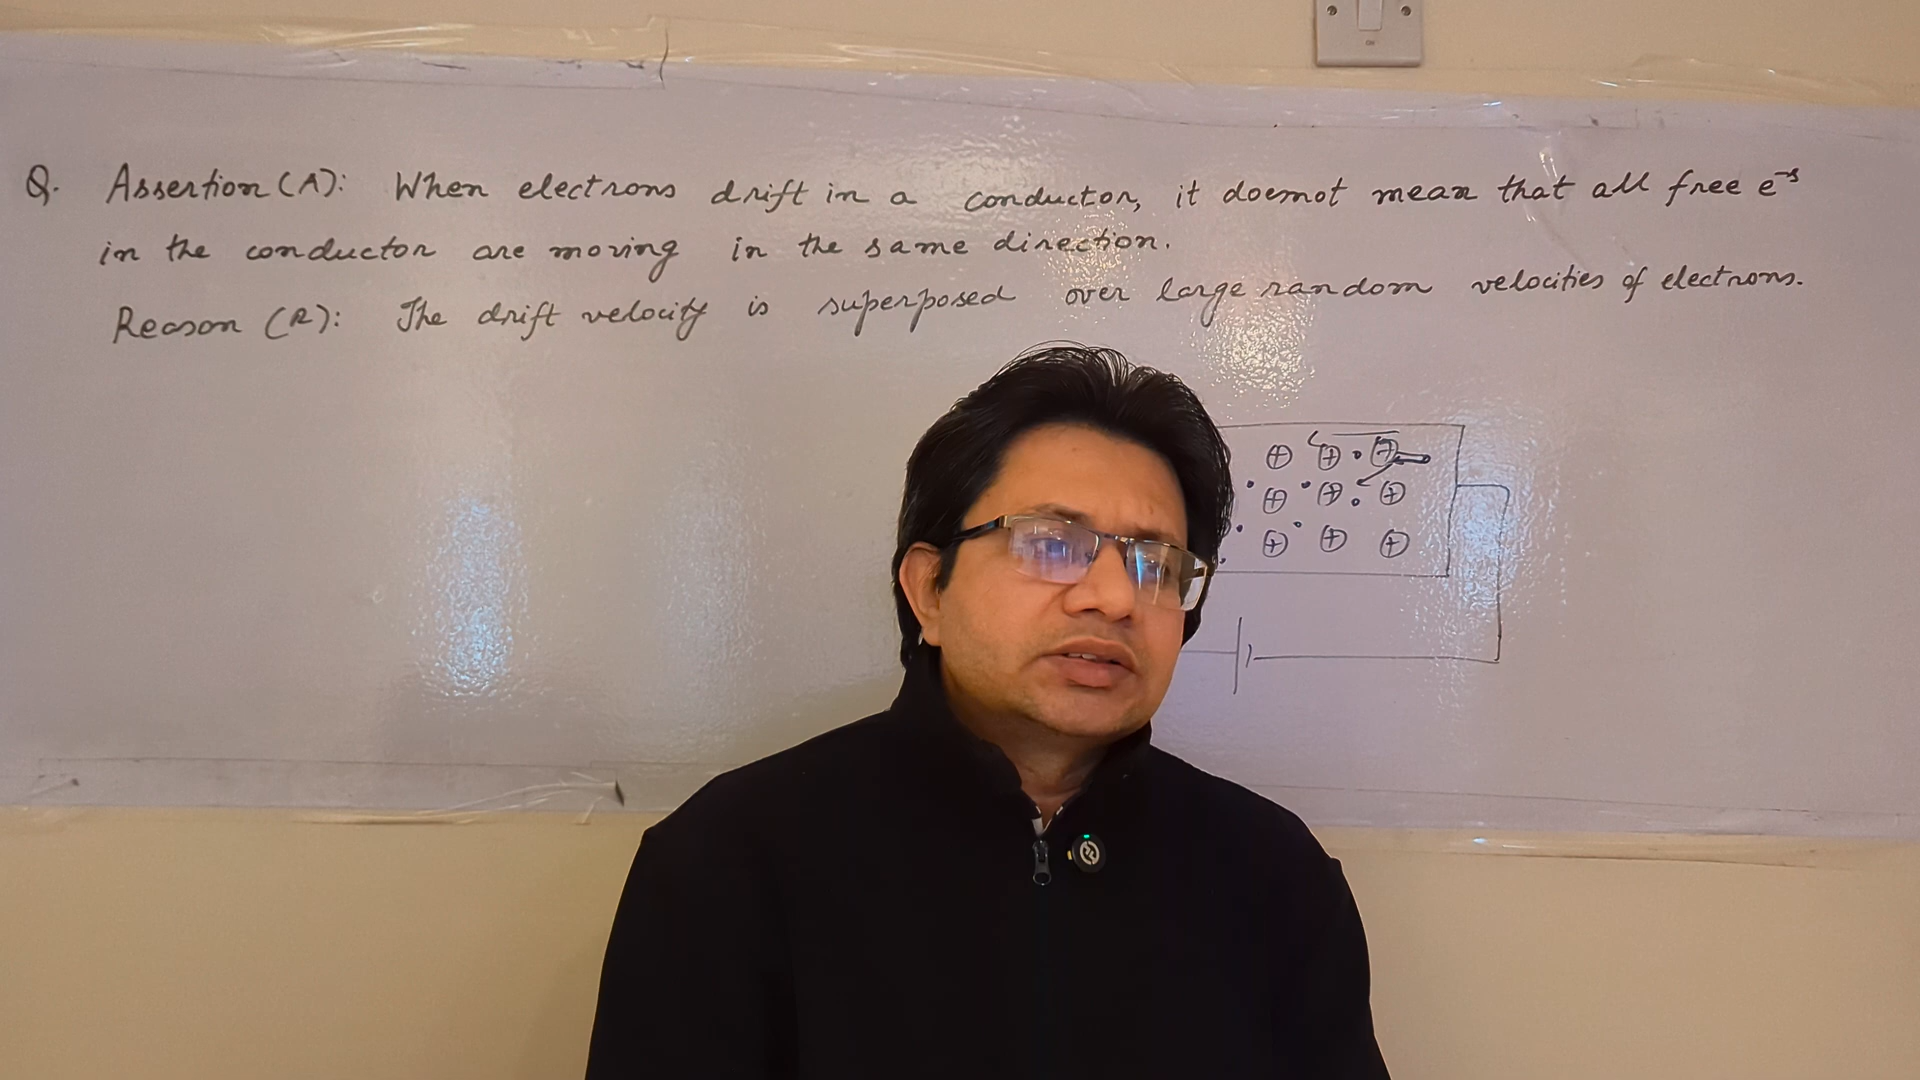 Q. Assertion (A): When electrons drift in a conductor, it doesnot mean that all free e⁻s
in the conductor are moving in the same direction.
Reason (R): The drift velocity is superposed over large random velocities of electrons.
+ + +
+ + +
+ + +